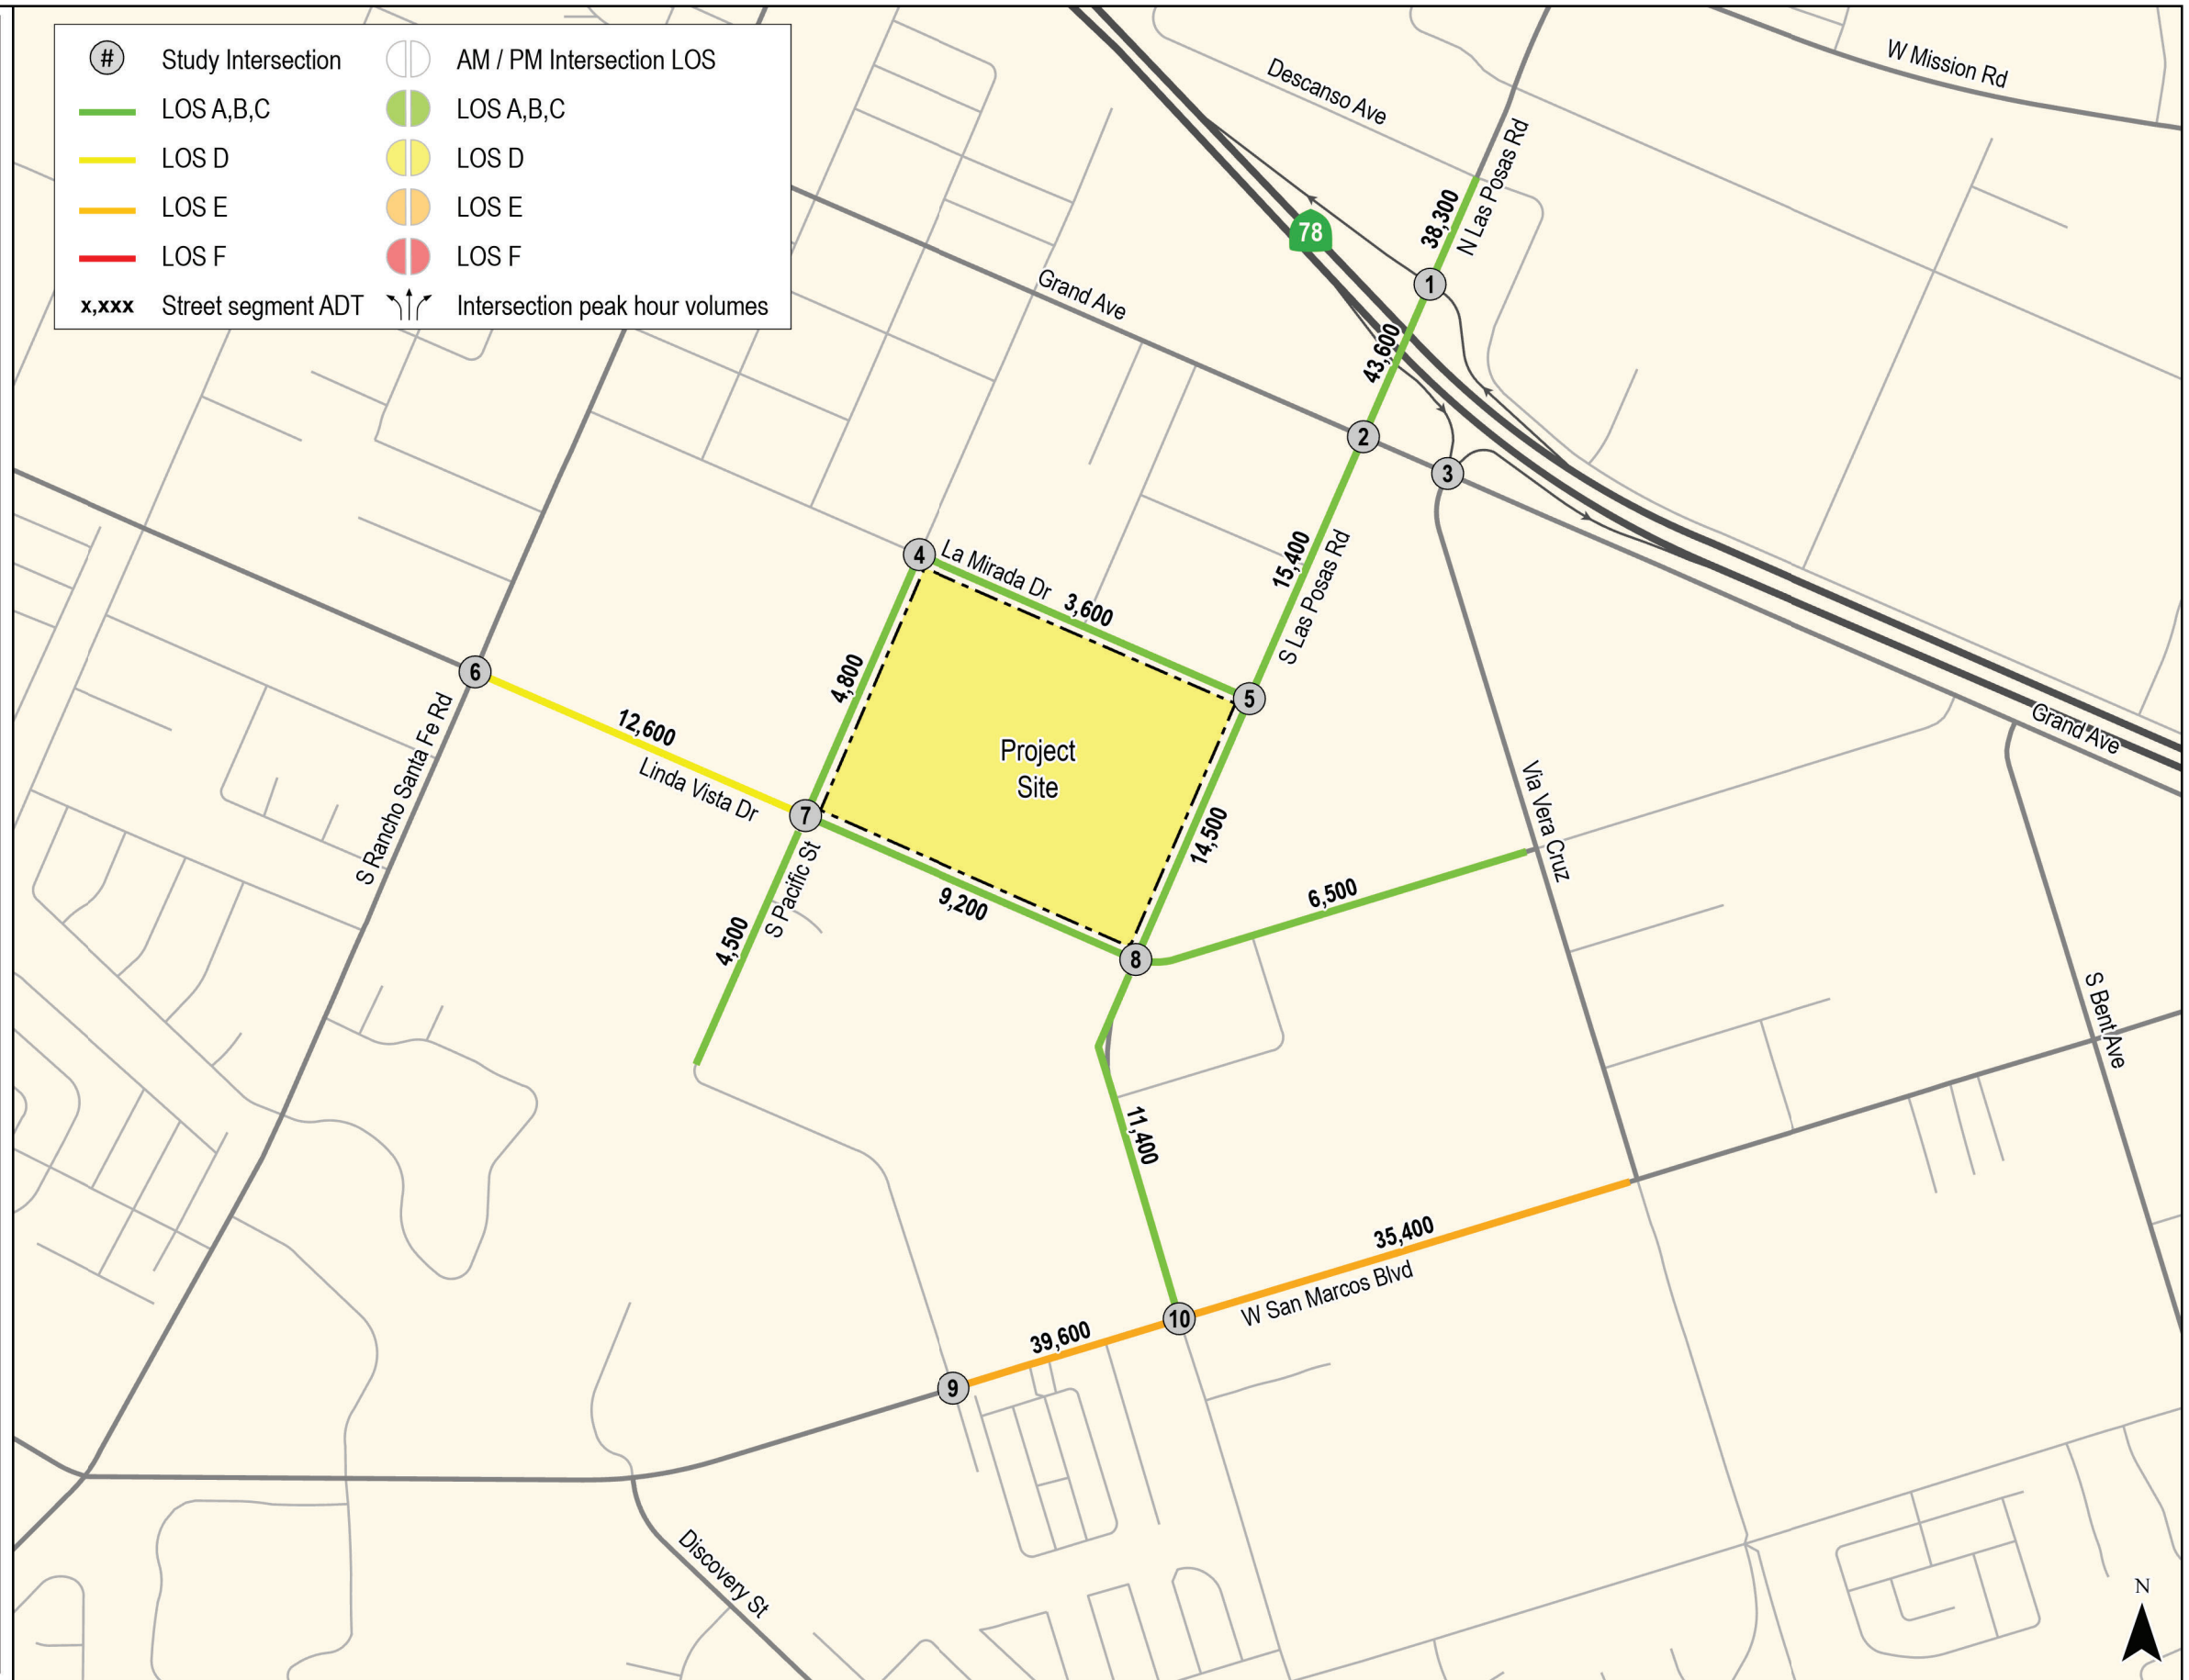 # Study Intersection
AM / PM Intersection LOS
LOS A,B,C
LOS A,B,C
LOS D
LOS D
LOS E
LOS E
LOS F
LOS F
x,xxx Street segment ADT
Intersection peak hour volumes
W Mission Rd
Descanso Ave
N Las Posas Rd
38,300
78
1
Grand Ave
43,600
2
3
15,400
S Las Posas Rd
4
La Mirada Dr
3,600
4,800
5
6
12,600
Linda Vista Dr
S Rancho Santa Fe Rd
Project
Site
Grand Ave
Via Vera Cruz
7
14,500
S Pacific St
9,200
6,500
4,500
8
S Bent Ave
11,400
35,400
W San Marcos Blvd
10
39,600
9
Discovery St
N